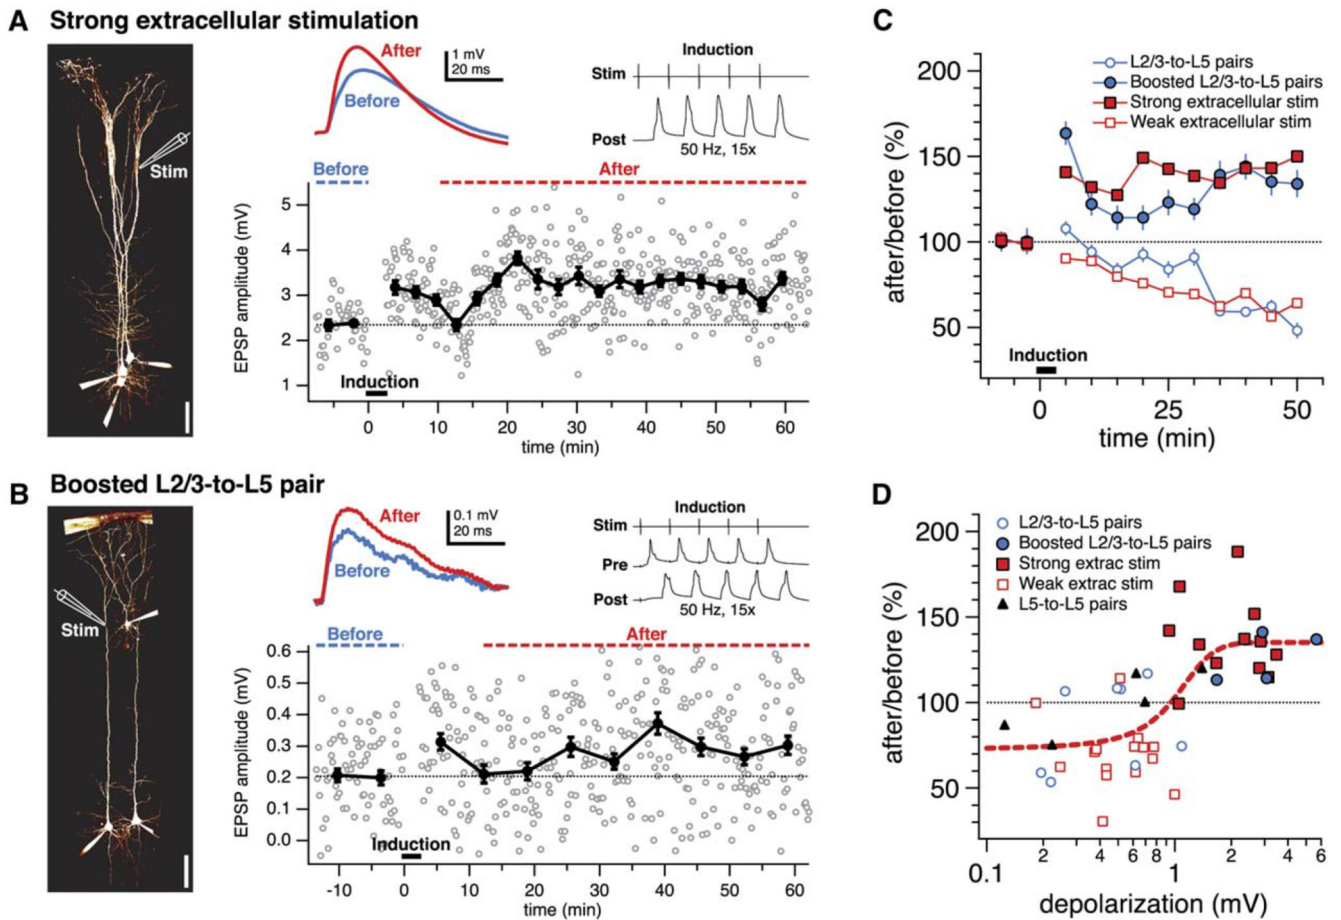 A Strong extracellular stimulation
Stim
After
Before
1 mV
20 ms
Induction
Stim
Post
50 Hz, 15x
Before
After
EPSP amplitude (mV)
5
4
3
2
1
Induction
0 10 20 30 40 50 60
time (min)
B Boosted L2/3-to-L5 pair
Stim
After
Before
0.1 mV
20 ms
Induction
Stim
Pre
Post
50 Hz, 15x
Before
After
EPSP amplitude (mV)
0.6
0.5
0.4
0.3
0.2
0.1
0.0
Induction
-10 0 10 20 30 40 50 60
time (min)
C
L2/3-to-L5 pairs
Boosted L2/3-to-L5 pairs
Strong extracellular stim
Weak extracellular stim
after/before (%)
200
150
100
50
Induction
0 25 50
time (min)
D
L2/3-to-L5 pairs
Boosted L2/3-to-L5 pairs
Strong extrac stim
Weak extrac stim
L5-to-L5 pairs
after/before (%)
200
150
100
50
0.1 2 4 6 8 1 2 4 6
depolarization (mV)